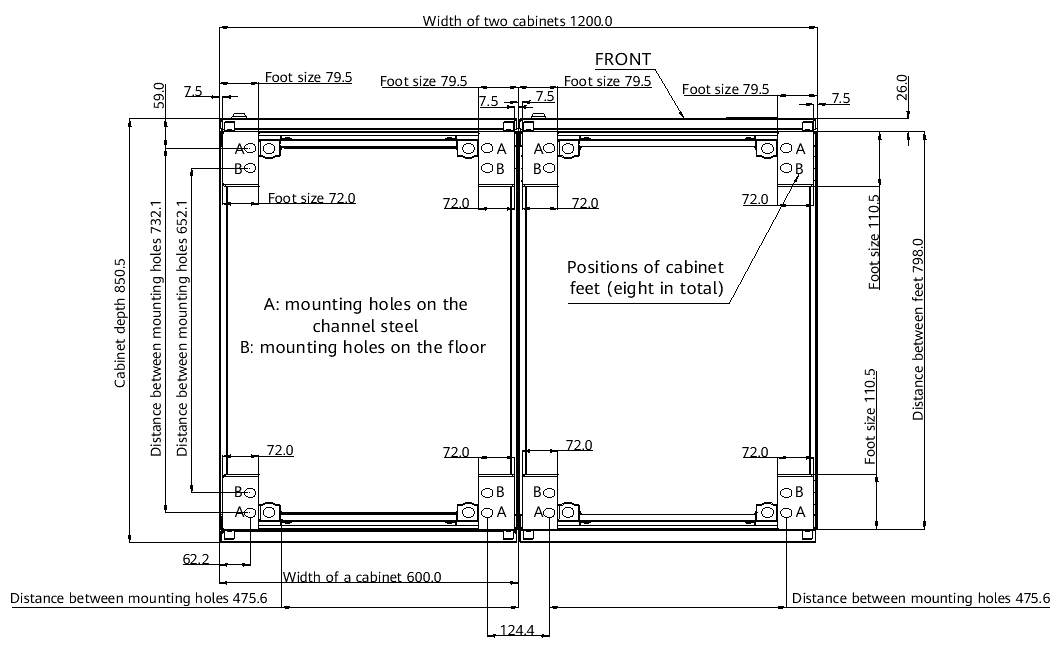 Width of two cabinets 1200.0
FRONT
Foot size 79.5
Foot size 79.5
Foot size 79.5
Foot size 79.5
59.0
7.5
7.5
7.5
7.5
26.0
A
A
A
A
B
B
B
B
Foot size 72.0
72.0
72.0
72.0
Cabinet depth 850.5
Distance between mounting holes 732.1
Distance between mounting holes 652.1
Foot size 110.5
Distance between feet 798.0
Positions of cabinet
feet (eight in total)
A: mounting holes on the
channel steel
B: mounting holes on the floor
Foot size 110.5
72.0
72.0
72.0
72.0
B
B
B
B
A
A
A
A
62.2
Width of a cabinet 600.0
Distance between mounting holes 475.6
Distance between mounting holes 475.6
124.4